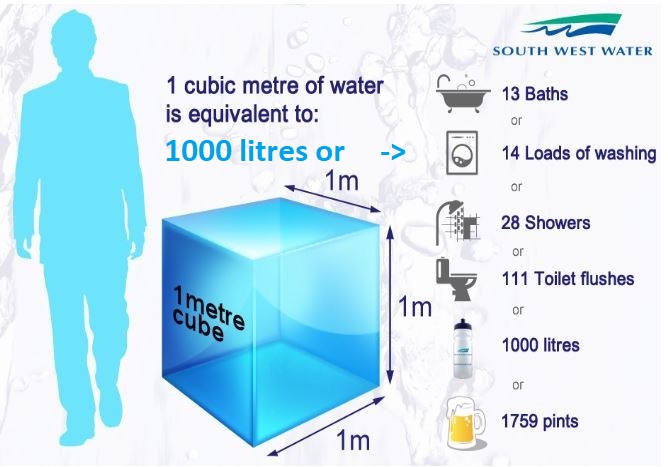 SOUTH WEST WATER
1 cubic metre of water
is equivalent to:
1000 litres or ->
1m
1m
1m
1metre
cube
13 Baths
or
14 Loads of washing
or
28 Showers
or
111 Toilet flushes
or
1000 litres
or
1759 pints